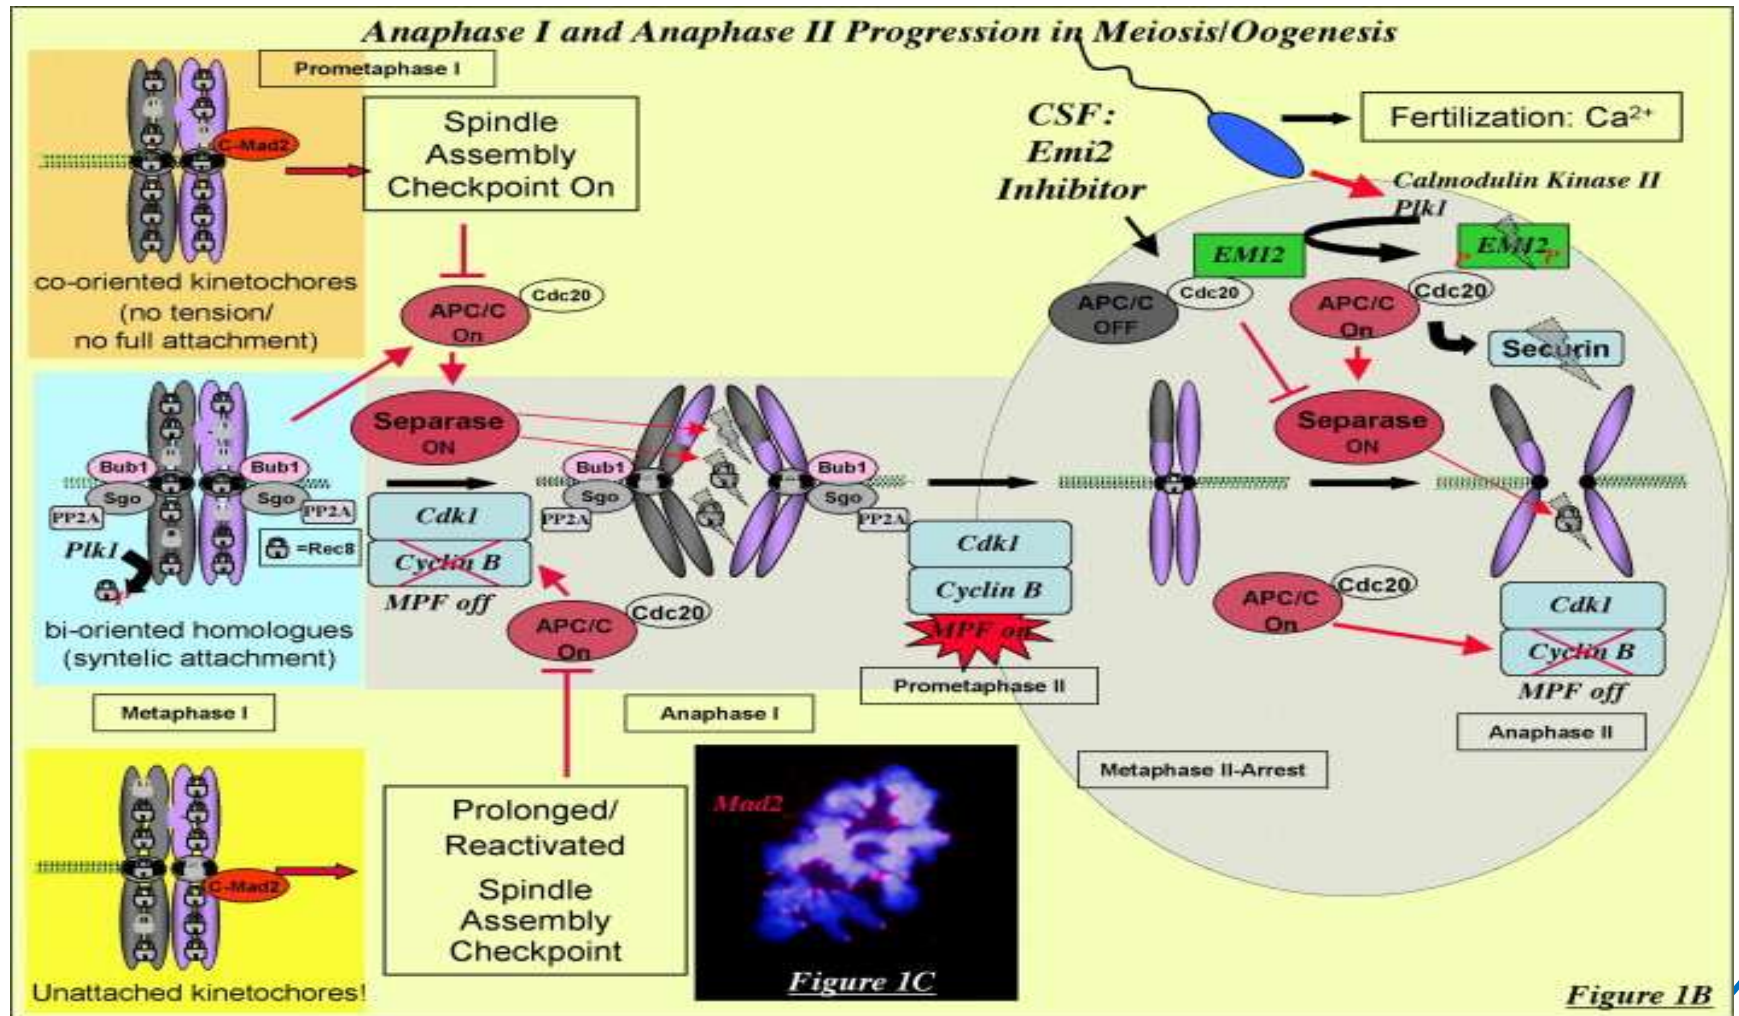 Anaphase I and Anaphase II Progression in Meiosis/Oogenesis
Prometaphase I
C-Mad2
Spindle
Assembly
Checkpoint On
co-oriented kinetochores
(no tension/
no full attachment)
APC/C
On
Cdc20
Separase
ON
Bub1
Sgo
PP2A
Bub1
Sgo
PP2A
Plk1
P
=Rec8
bi-oriented homologues
(syntelic attachment)
Metaphase I
Cdk1
Cyclin B
MPF off
APC/C
On
Cdc20
Bub1
Sgo
PP2A
Bub1
Sgo
PP2A
Anaphase I
Cdk1
Cyclin B
MPF on
Prometaphase II
C-Mad2
Unattached kinetochores!
Prolonged/
Reactivated
Spindle
Assembly
Checkpoint
Mad2
Figure 1C
CSF:
Emi2
Inhibitor
Fertilization: Ca²⁺
Calmodulin Kinase II
Plk1
EMI2
EMI2
P
P
APC/C
OFF
Cdc20
APC/C
On
Cdc20
Securin
Separase
ON
APC/C
On
Cdc20
Cdk1
Cyclin B
MPF off
Anaphase II
Metaphase II-Arrest
Figure 1B